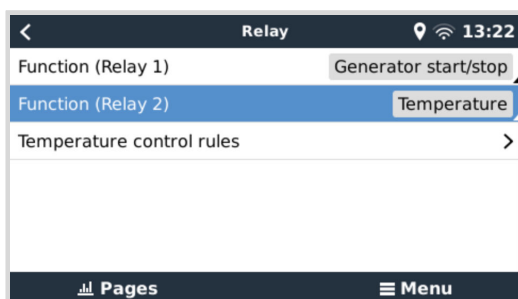 Relay 13:22
Function (Relay 1) Generator start/stop
Function (Relay 2) Temperature
Temperature control rules
Pages Menu